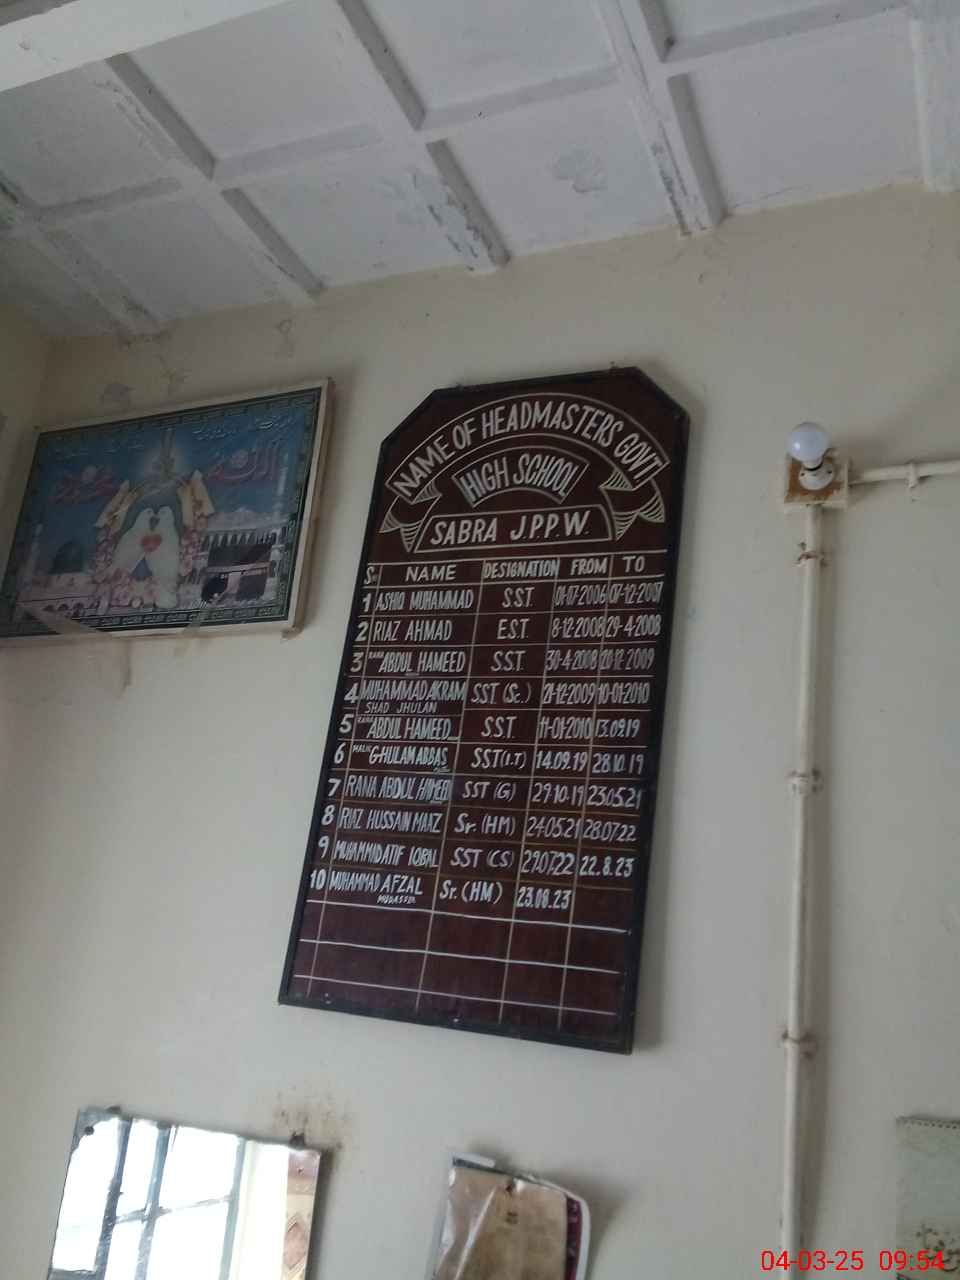 NAME OF HEADMASTERS GOVT.
HIGH SCHOOL
SABRA J.P.P.W.
S. NAME DESIGNATION FROM TO
1 ASHIQ MUHAMMAD S.S.T. 01-07-2006 07-12-2007
2 RIAZ AHMAD E.S.T. 8-12-2008 29-4-2008
3 RANA ABDUL HAMEED S.S.T. 30-4-2008 20-12-2009
4 MUHAMMAD AKRAM SST (Sc.) 21-12-2009 10-01-2010
SHAD JHULAN
5 RANA ABDUL HAMEED S.S.T. 11-01-2010 13.09.19
6 MALIK GHULAM ABBAS SST(I.T) 14.09.19 28.10.19
7 RANA ABDUL HAMEED SST (G) 29.10.19 23.05.21
8 RIAZ HUSSAIN MAAZ Sr. (HM) 24.05.21 28.07.22
9 MUHAMMAD ATIF IQBAL SST (CS) 29.07.22 22.8.23
10 MUHAMMAD AFZAL Sr. (HM) 23.08.23
04-03-25 09:54